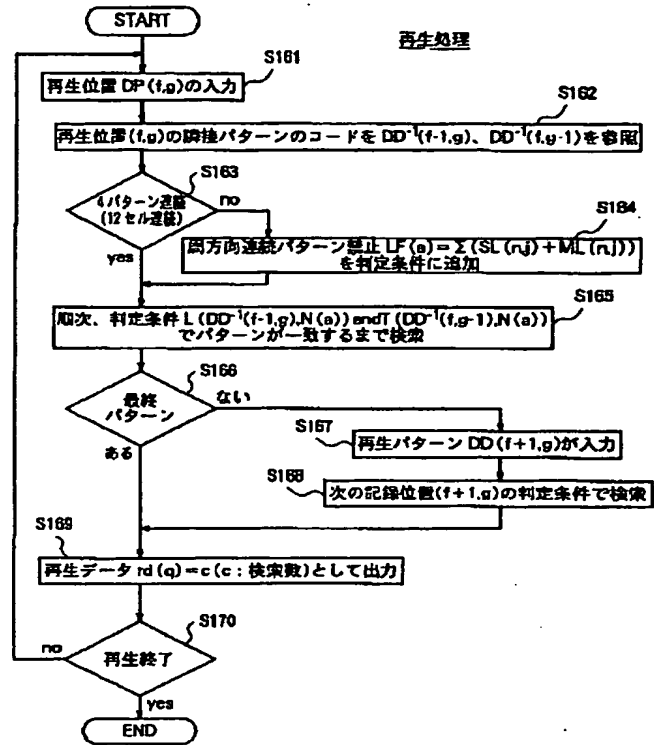 START
再生処理
S161
再生位置 DP(f,g)の入力
S162
再生位置(f,g)の隣接パターンのコードを DD⁻¹(f-1,g)、DD⁻¹(f,g-1)を参照
S163
4パターン連続
(12セル連続)
no
yes
S164
周方向連続パターン禁止 LF(a)=Σ(SL(n,j)+ML(n,j))
を判定条件に追加
S165
順次、判定条件 L(DD⁻¹(f-1,g),N(a))andT(DD⁻¹(f,g-1),N(a))
でパターンが一致するまで検索
S166
最終
パターン
ない
ある
S167
再生パターン DD(f+1,g)が入力
S168
次の記録位置(f+1,g)の判定条件で検索
S169
再生データ rd(q)=c(c:検索数)として出力
S170
再生終了
no
yes
END